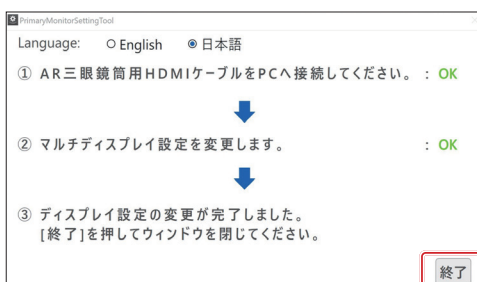 PrimaryMonitorSettingTool
Language: English 日本語
① AR三眼鏡筒用HDMIケーブルをPCへ接続してください。 : OK
② マルチディスプレイ設定を変更します。 : OK
③ ディスプレイ設定の変更が完了しました。
[終了]を押してウィンドウを閉じてください。
終了